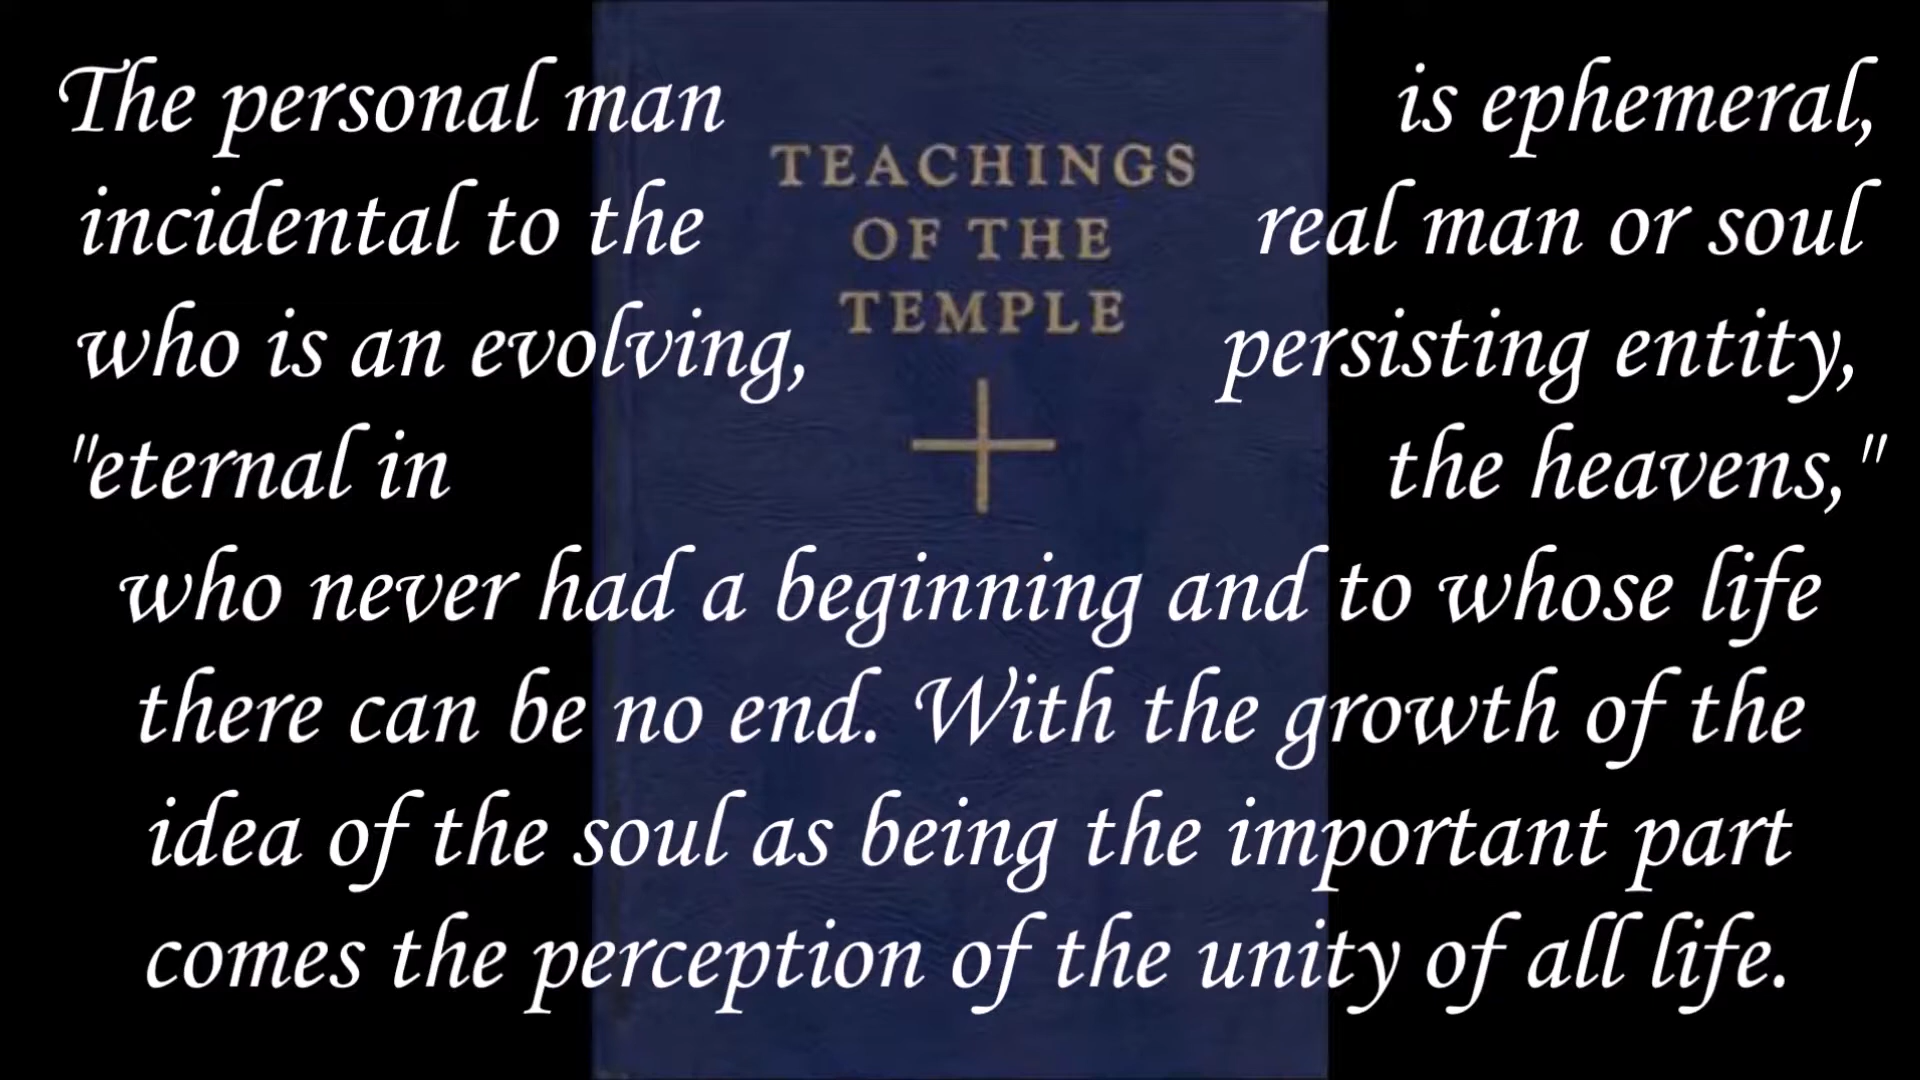 The personal man is ephemeral,
incidental to the real man or soul
who is an evolving, persisting entity,
"eternal in the heavens,"
who never had a beginning and to whose life
there can be no end. With the growth of the
idea of the soul as being the important part
comes the perception of the unity of all life.
TEACHINGS
OF THE
TEMPLE